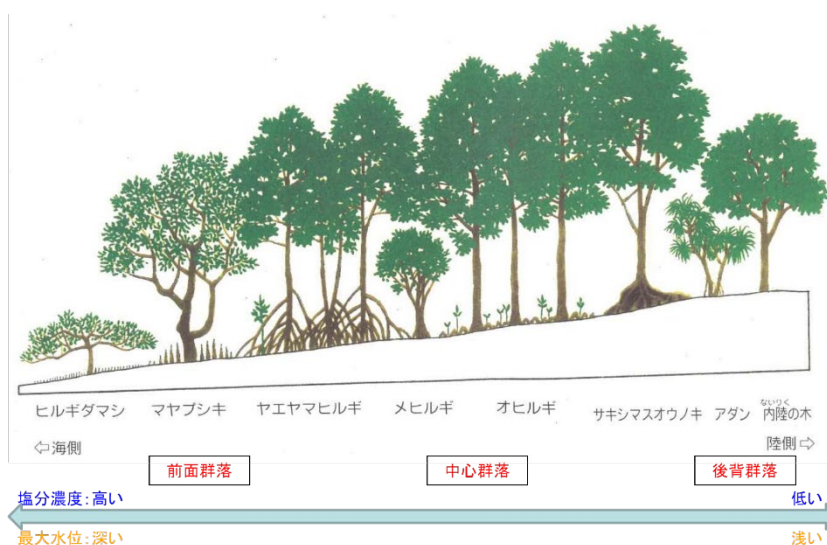 ヒルギダマシ マヤプシキ ヤエヤマヒルギ メヒルギ オヒルギ サキシマスオウノキ アダン 内陸の木
ないりく
⇦海側 陸側⇨
前面群落 中心群落 後背群落
塩分濃度:高い 低い
最大水位:深い 浅い